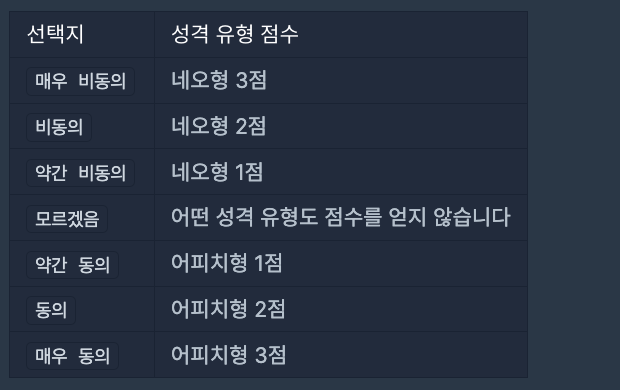 선택지 성격 유형 점수
매우 비동의 네오형 3점
비동의 네오형 2점
약간 비동의 네오형 1점
모르겠음 어떤 성격 유형도 점수를 얻지 않습니다
약간 동의 어피치형 1점
동의 어피치형 2점
매우 동의 어피치형 3점